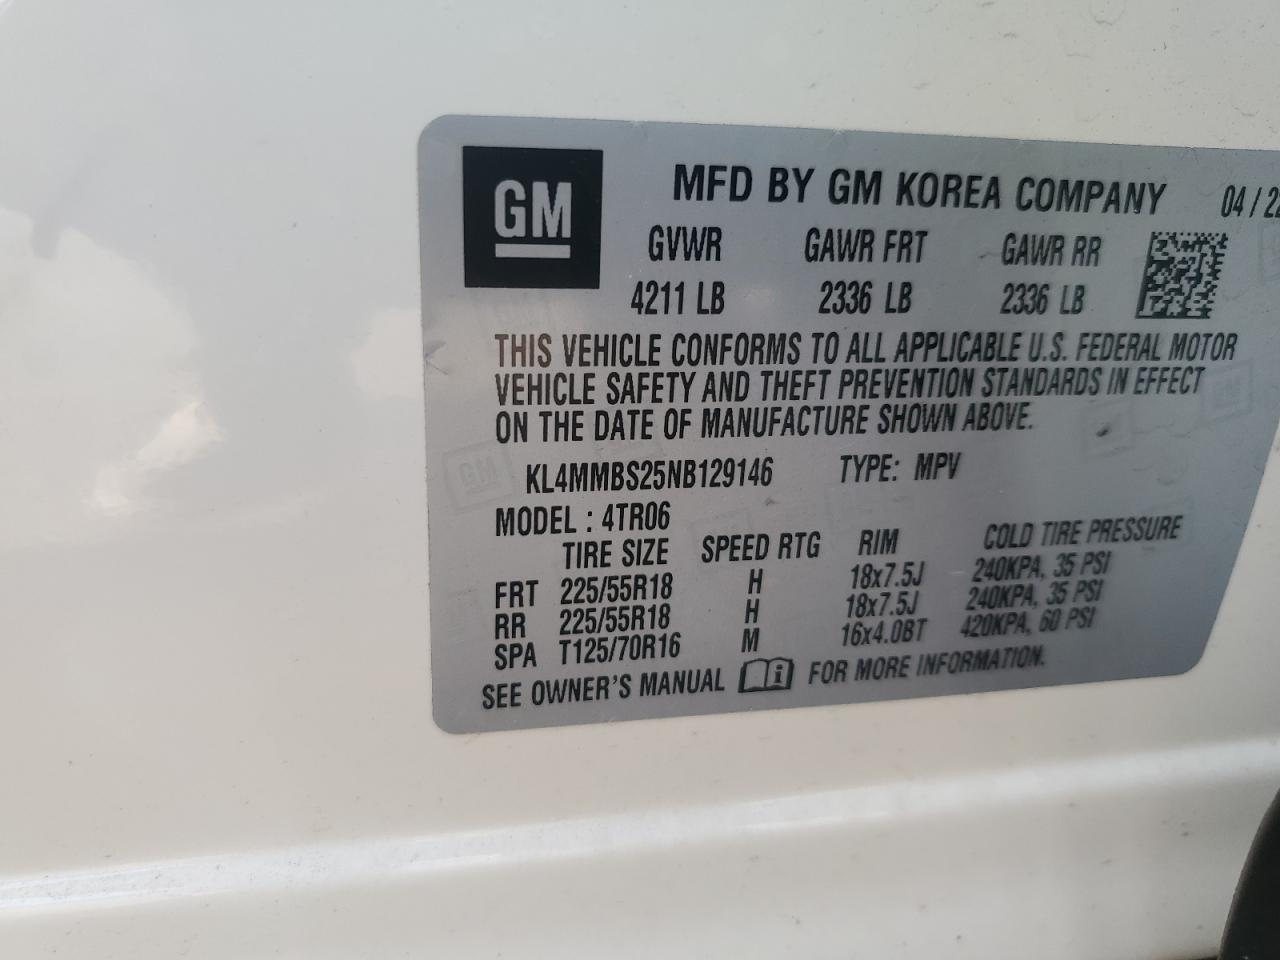 GM MFD BY GM KOREA COMPANY 04 / 22
GVWR GAWR FRT GAWR RR
4211 LB 2336 LB 2336 LB
THIS VEHICLE CONFORMS TO ALL APPLICABLE U.S. FEDERAL MOTOR
VEHICLE SAFETY AND THEFT PREVENTION STANDARDS IN EFFECT
ON THE DATE OF MANUFACTURE SHOWN ABOVE.
KL4MMBS25NB129146 TYPE: MPV
MODEL : 4TR06
TIRE SIZE SPEED RTG RIM COLD TIRE PRESSURE
FRT 225/55R18 H 18x7.5J 240KPA, 35 PSI
RR 225/55R18 H 18x7.5J 240KPA, 35 PSI
SPA T125/70R16 M 16x4.0BT 420KPA, 60 PSI
SEE OWNER'S MANUAL i FOR MORE INFORMATION.